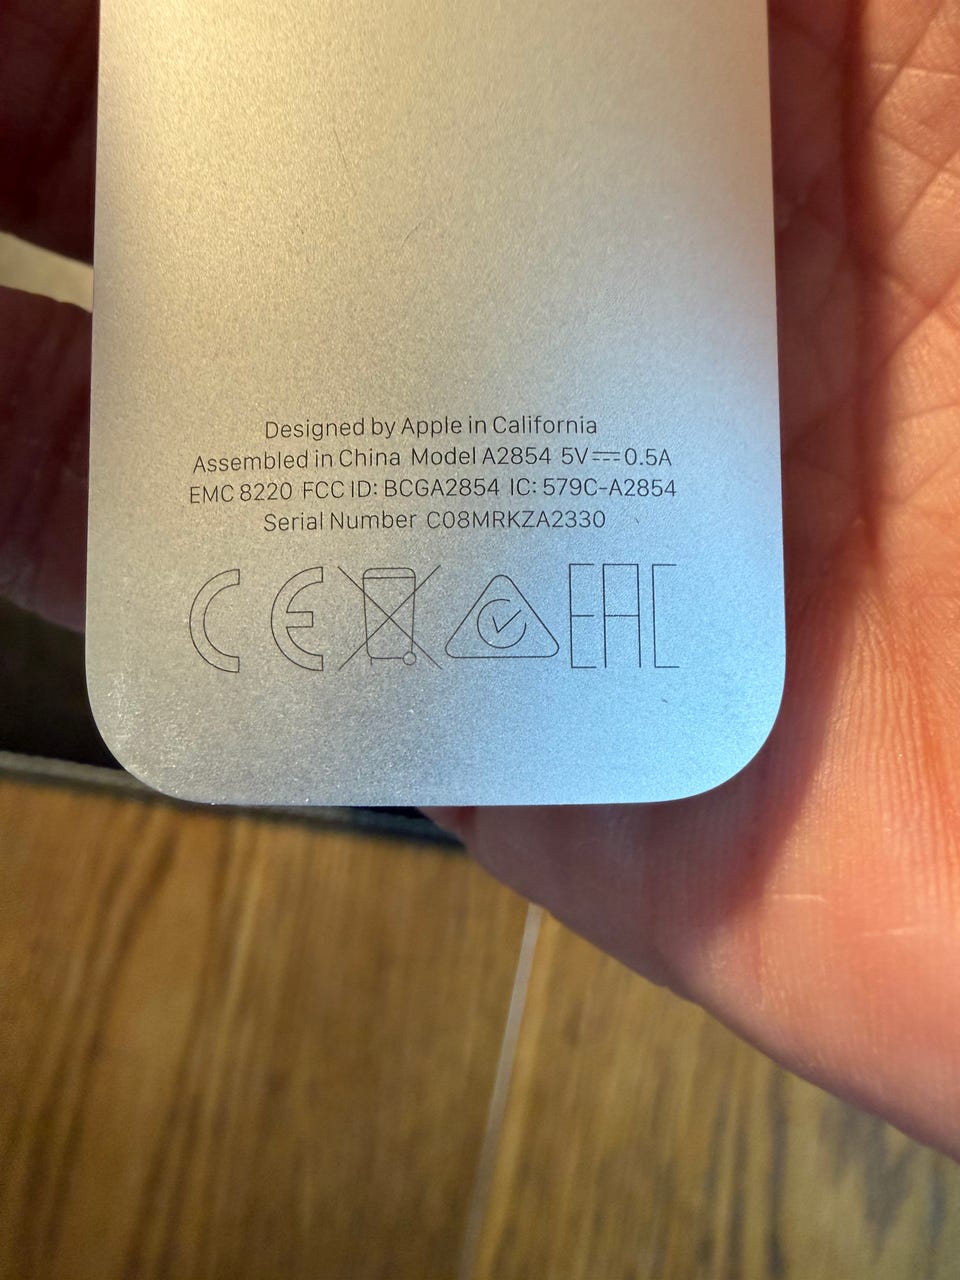 Designed by Apple in California
Assembled in China Model A2854 5V⎓0.5A
EMC 8220 FCC ID: BCGA2854 IC: 579C-A2854
Serial Number C08MRKZA2330
CE EAC